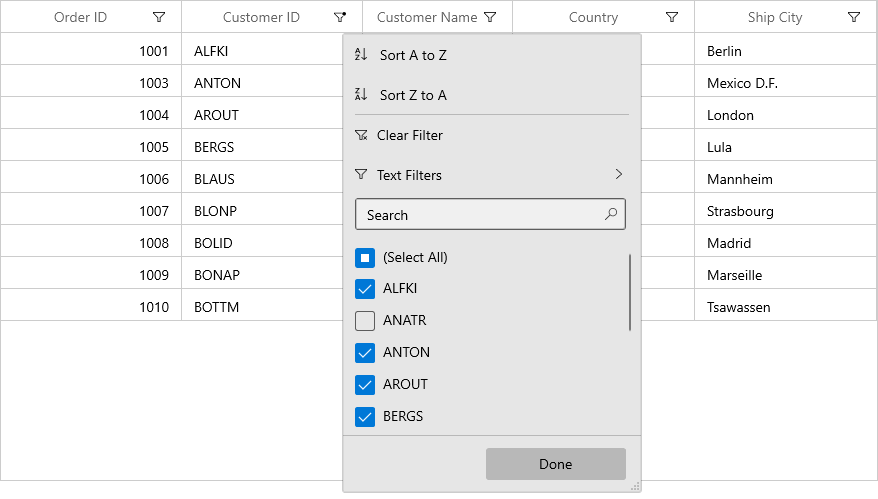 Order ID Customer ID Customer Name Country Ship City
1001 ALFKI Berlin
1003 ANTON Mexico D.F.
1004 AROUT London
1005 BERGS Lula
1006 BLAUS Mannheim
1007 BLONP Strasbourg
1008 BOLID Madrid
1009 BONAP Marseille
1010 BOTTM Tsawassen
Sort A to Z
Sort Z to A
Clear Filter
Text Filters
Search
(Select All)
ALFKI
ANATR
ANTON
AROUT
BERGS
Done